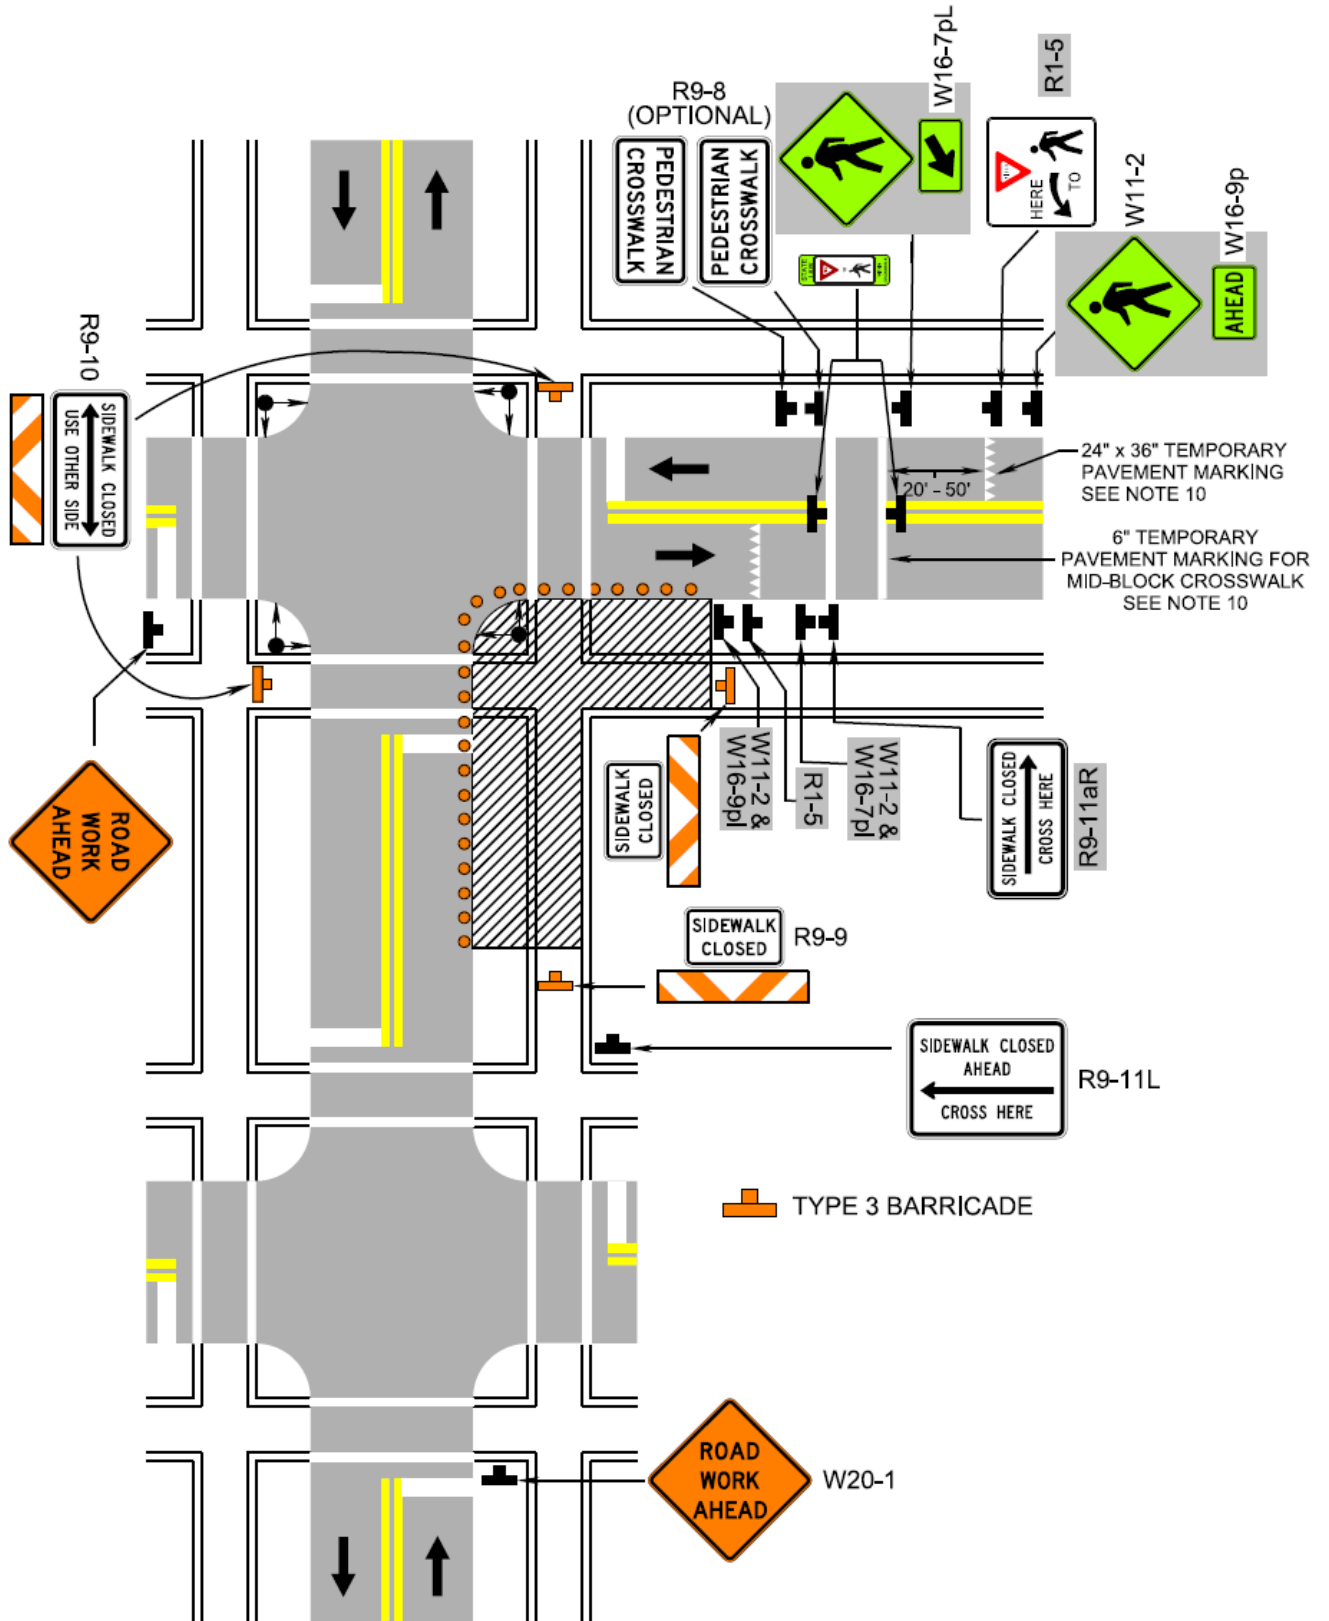 W16-7pL
R1-5
R9-8
(OPTIONAL)
PEDESTRIAN
CROSSWALK
PEDESTRIAN
CROSSWALK
HERE
TO
W11-2
W16-9p
AHEAD
R9-10
SIDEWALK CLOSED
USE OTHER SIDE
24" x 36" TEMPORARY
PAVEMENT MARKING
SEE NOTE 10
20' - 50'
6" TEMPORARY
PAVEMENT MARKING FOR
MID-BLOCK CROSSWALK
SEE NOTE 10
ROAD
WORK
AHEAD
SIDEWALK
CLOSED
W11-2 &
W16-9pl
R1-5
W11-2 &
W16-7pl
SIDEWALK CLOSED
CROSS HERE
R9-11aR
SIDEWALK
CLOSED
R9-9
SIDEWALK CLOSED
AHEAD
CROSS HERE
R9-11L
TYPE 3 BARRICADE
ROAD
WORK
AHEAD
W20-1